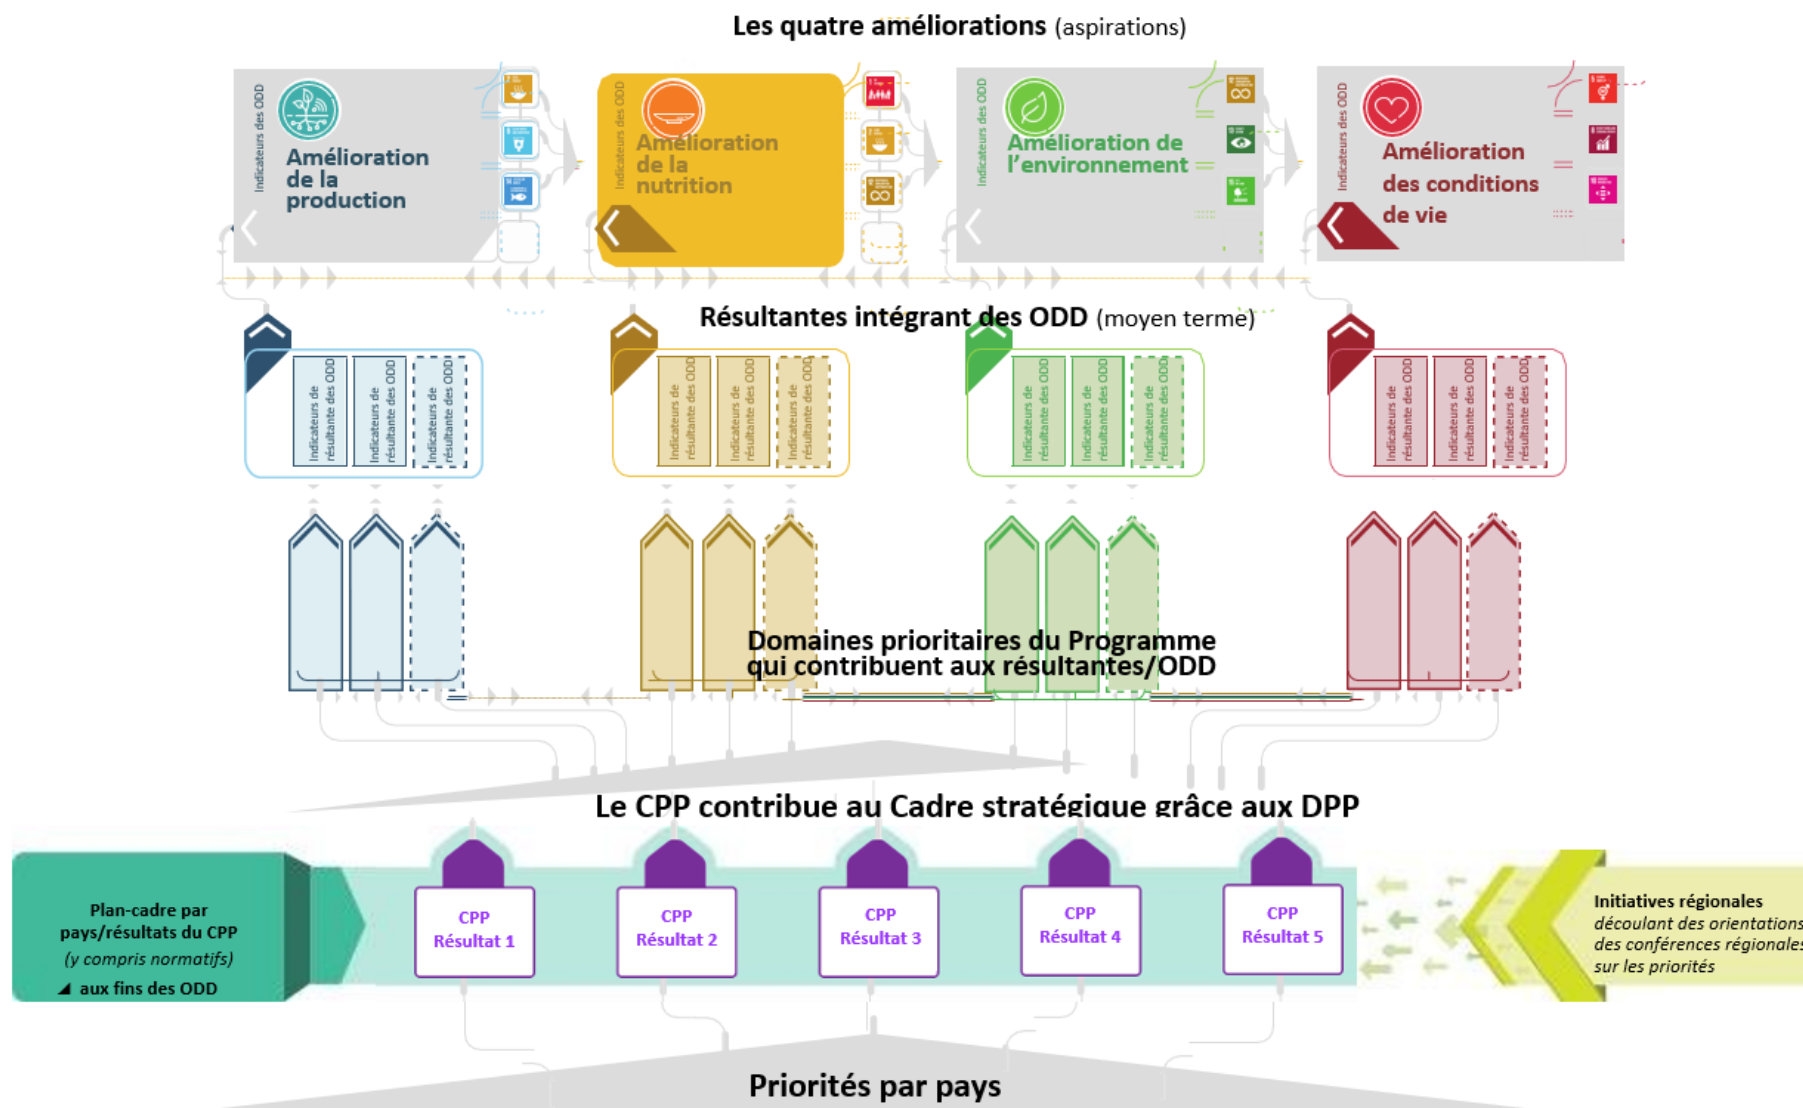 Les quatre améliorations (aspirations)
Indicateurs des ODD
Amélioration
de la
production
Indicateurs des ODD
Amélioration
de la
nutrition
Indicateurs des ODD
Amélioration de
l’environnement
Indicateurs des ODD
Amélioration
des conditions
de vie
Résultantes intégrant des ODD (moyen terme)
Indicateurs de
résultante des ODD
Indicateurs de
résultante des ODD
Indicateurs de
résultante des ODD
Indicateurs de
résultante des ODD
Indicateurs de
résultante des ODD
Indicateurs de
résultante des ODD
Indicateurs de
résultante des ODD
Indicateurs de
résultante des ODD
Indicateurs de
résultante des ODD
Indicateurs de
résultante des ODD
Indicateurs de
résultante des ODD
Indicateurs de
résultante des ODD
Domaines prioritaires du Programme
qui contribuent aux résultantes/ODD
Le CPP contribue au Cadre stratégique grâce aux DPP
Plan-cadre par
pays/résultats du CPP
(y compris normatifs)
aux fins des ODD
CPP
Résultat 1
CPP
Résultat 2
CPP
Résultat 3
CPP
Résultat 4
CPP
Résultat 5
Initiatives régionales
découlant des orientations
des conférences régionales
sur les priorités
Priorités par pays